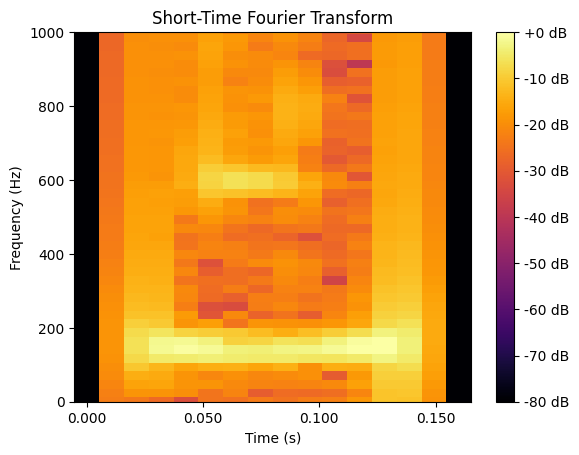 Short-Time Fourier Transform
1000
800
600
400
200
0
Frequency (Hz)
0.000
0.050
0.100
0.150
Time (s)
+0 dB
-10 dB
-20 dB
-30 dB
-40 dB
-50 dB
-60 dB
-70 dB
-80 dB